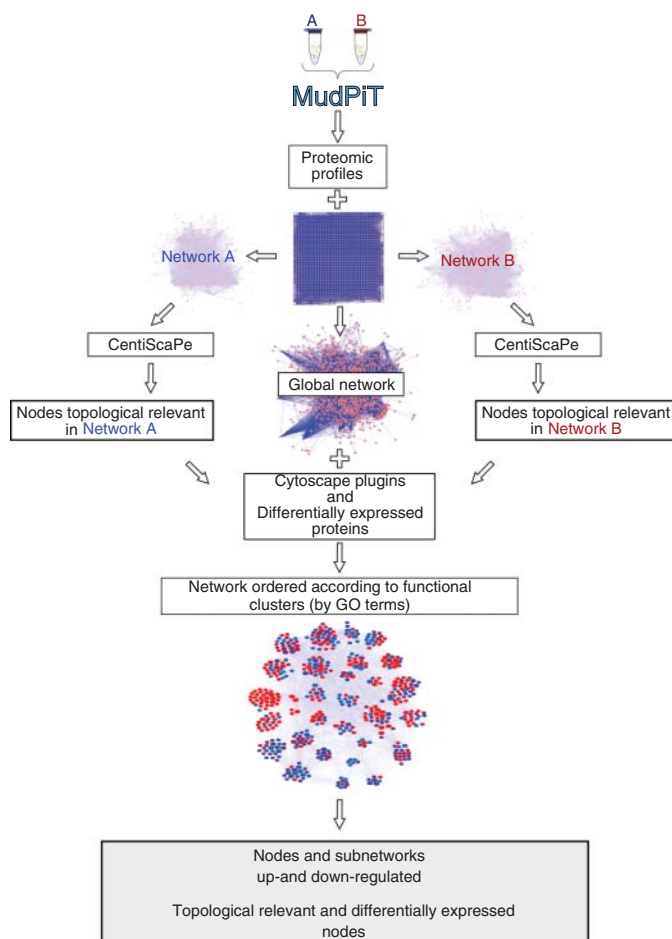 A
B
MudPiT
Proteomic
profiles
Network A
Network B
CentiScaPe
CentiScaPe
Global network
Nodes topological relevant
in Network A
Nodes topological relevant
in Network B
Cytoscape plugins
and
Differentially expressed
proteins
Network ordered according to functional
clusters (by GO terms)
Nodes and subnetworks
up-and down-regulated
Topological relevant and differentially expressed
nodes